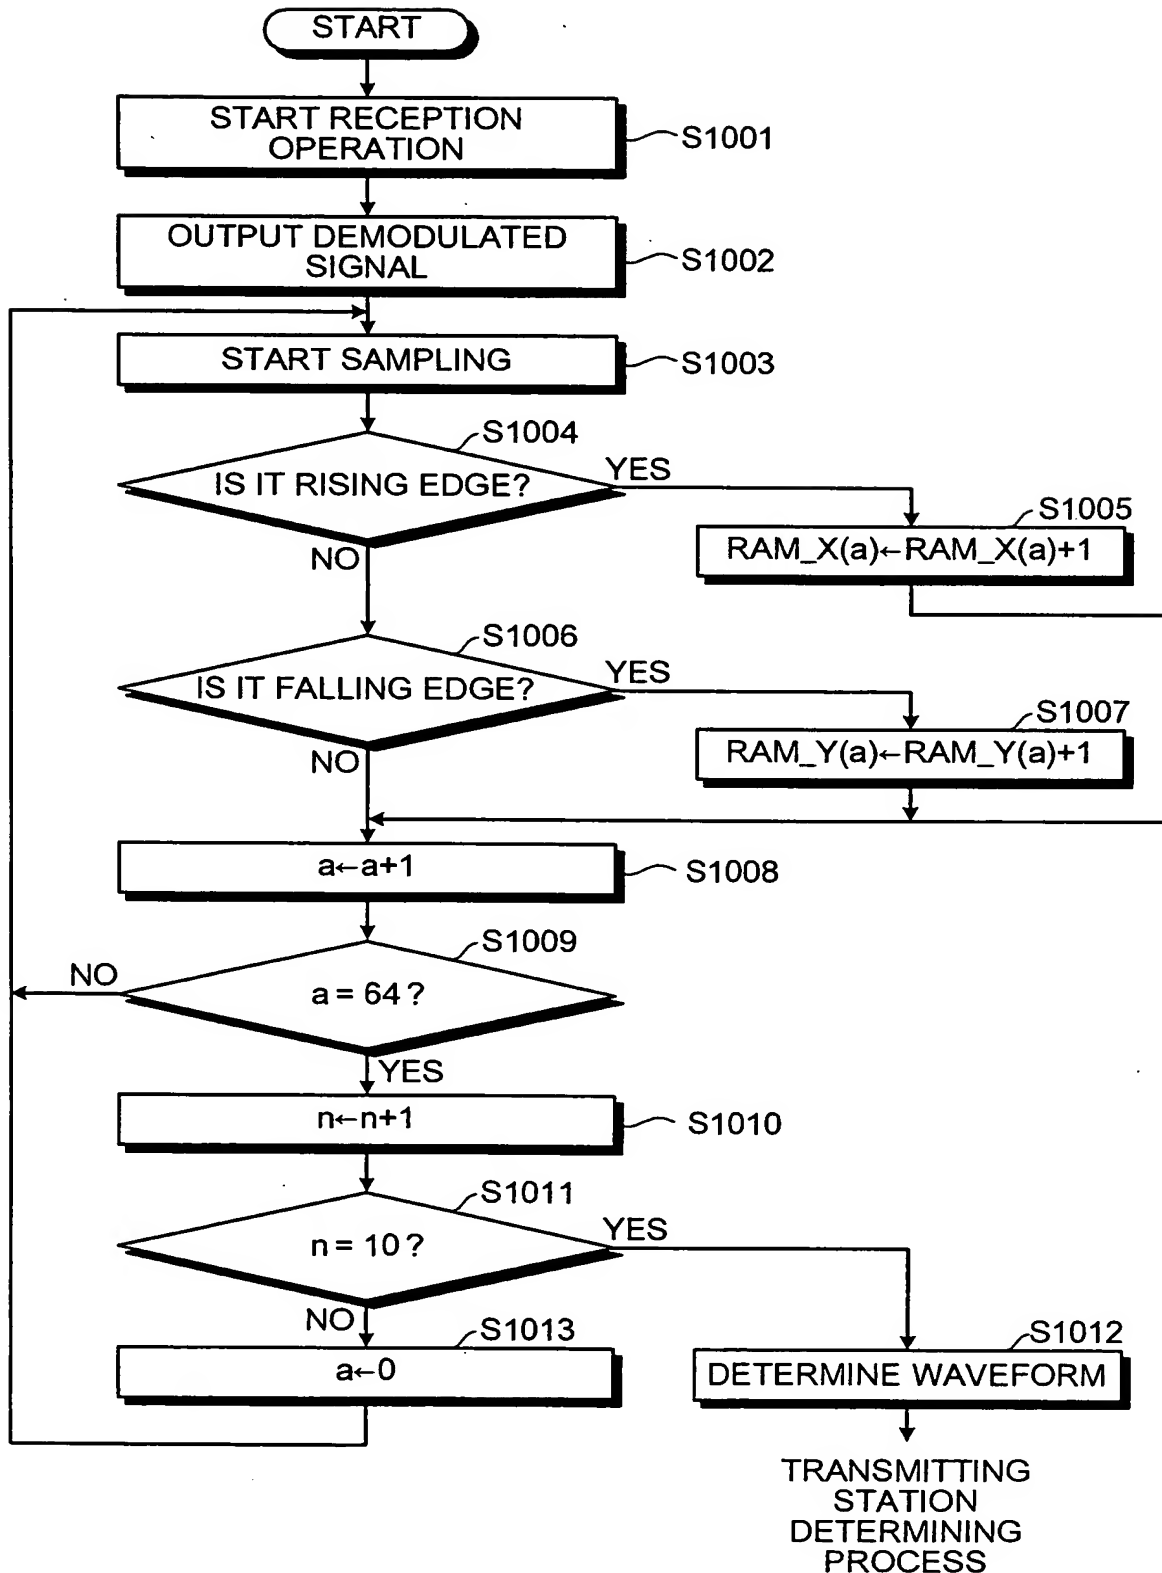 START
START RECEPTION
OPERATION
S1001
OUTPUT DEMODULATED
SIGNAL
S1002
START SAMPLING
S1003
S1004
IS IT RISING EDGE?
YES
NO
S1005
RAM_X(a)←RAM_X(a)+1
S1006
IS IT FALLING EDGE?
YES
NO
S1007
RAM_Y(a)←RAM_Y(a)+1
a←a+1
S1008
S1009
NO
a = 64 ?
YES
n←n+1
S1010
S1011
n = 10 ?
YES
NO
S1013
a←0
S1012
DETERMINE WAVEFORM
TRANSMITTING
STATION
DETERMINING
PROCESS